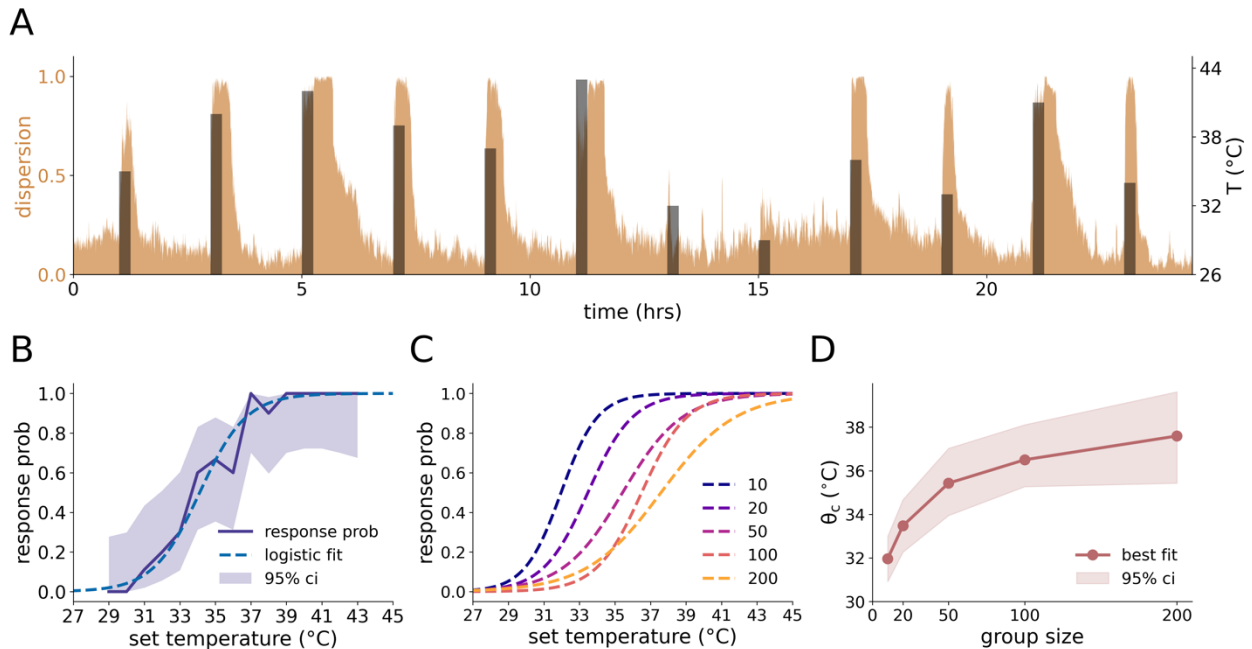 A
dispersion
1.0
0.5
0.0
0
5
10
15
20
time (hrs)
44
38
32
26
T (°C)
B
response prob
1.0
0.8
0.6
0.4
0.2
0.0
response prob
logistic fit
95% ci
27 29 31 33 35 37 39 41 43 45
set temperature (°C)
C
response prob
1.0
0.8
0.6
0.4
0.2
0.0
10
20
50
100
200
27 29 31 33 35 37 39 41 43 45
set temperature (°C)
D
θc (°C)
38
36
34
32
30
best fit
95% ci
0 20 50 100 200
group size